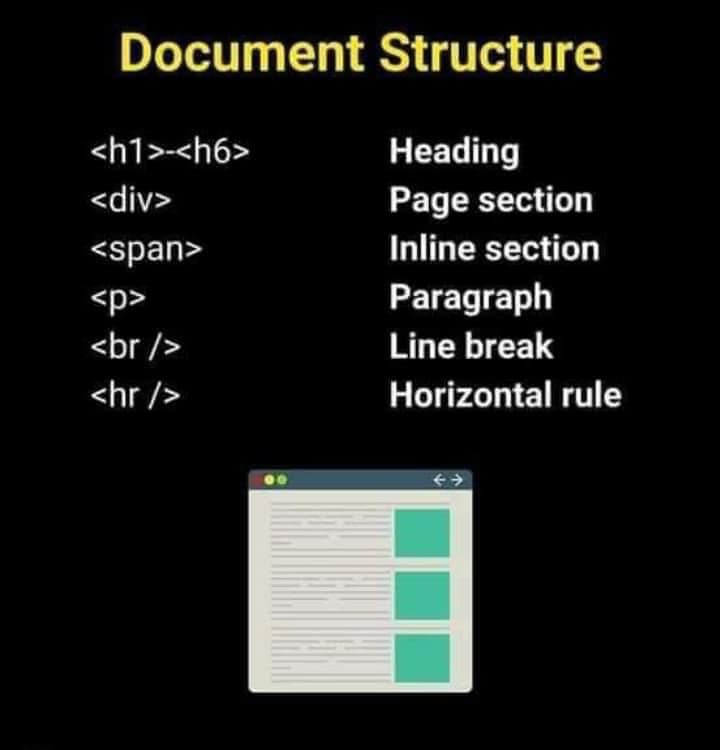 Document Structure
<h1>-<h6> Heading
<div> Page section
<span> Inline section
<p> Paragraph
<br /> Line break
<hr /> Horizontal rule